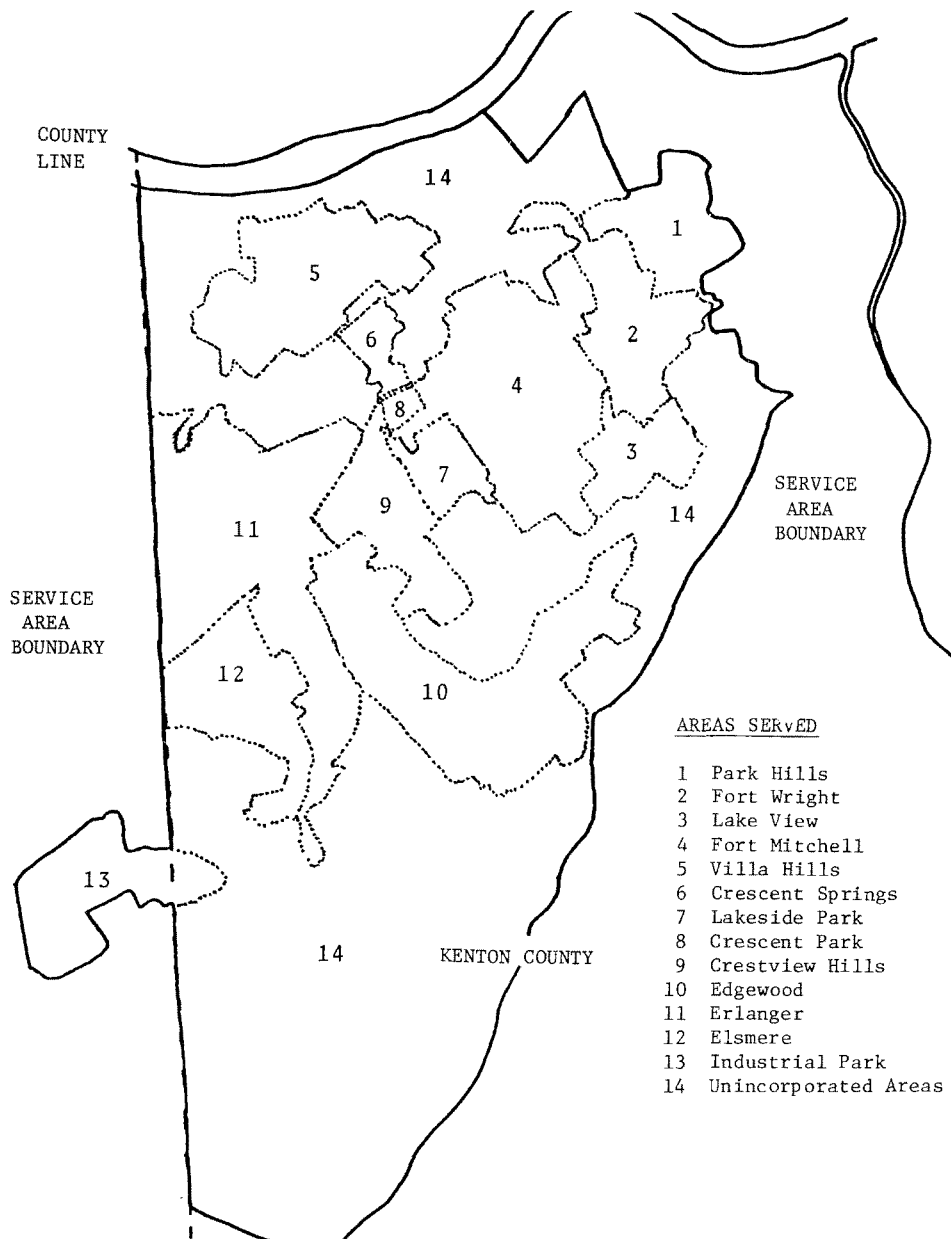 COUNTY
LINE
14
1
5
2
6
4
8
3
7
9
14
11
SERVICE
AREA
BOUNDARY
SERVICE
AREA
BOUNDARY
12
10
13
14
KENTON COUNTY
AREAS SERvED
1 Park Hills
2 Fort Wright
3 Lake View
4 Fort Mitchell
5 Villa Hills
6 Crescent Springs
7 Lakeside Park
8 Crescent Park
9 Crestview Hills
10 Edgewood
11 Erlanger
12 Elsmere
13 Industrial Park
14 Unincorporated Areas